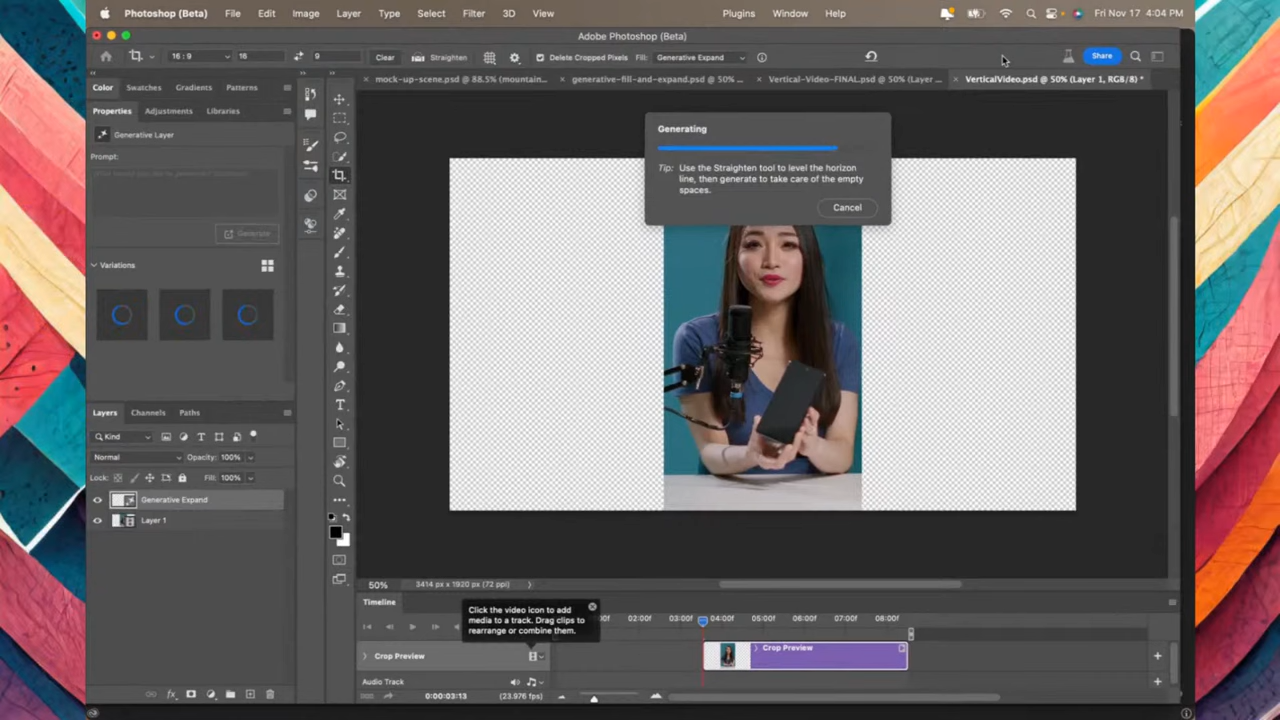 Photoshop (Beta) File Edit Image Layer Type Select Filter 3D View Plugins Window Help Fri Nov 17 4:04 PM
Adobe Photoshop (Beta)
16 : 9 16 9 Clear Straighten Delete Cropped Pixels Fill: Generative Expand Share
mock-up-scene.psd @ 88.5% (mountain... generative-fill-and-expand.psd @ 50% ... Vertical-Video-FINAL.psd @ 50% (Layer ... VerticalVideo.psd @ 50% (Layer 1, RGB/8) *
Color Swatches Gradients Patterns
Properties Adjustments Libraries
Generative Layer
Prompt:
Generate
Variations
Generating
Tip: Use the Straighten tool to level the horizon
line, then generate to take care of the empty
spaces.
Cancel
Layers Channels Paths
Kind
Normal Opacity: 100%
Lock: Fill: 100%
Generative Expand
Layer 1
50% 3414 px x 1920 px (72 ppi)
Timeline
Click the video icon to add
media to a track. Drag clips to
rearrange or combine them.
02:00f 03:00f 04:00f 05:00f 06:00f 07:00f 08:00f
Crop Preview Crop Preview
Audio Track
0:00:03:13 (23.976 fps)